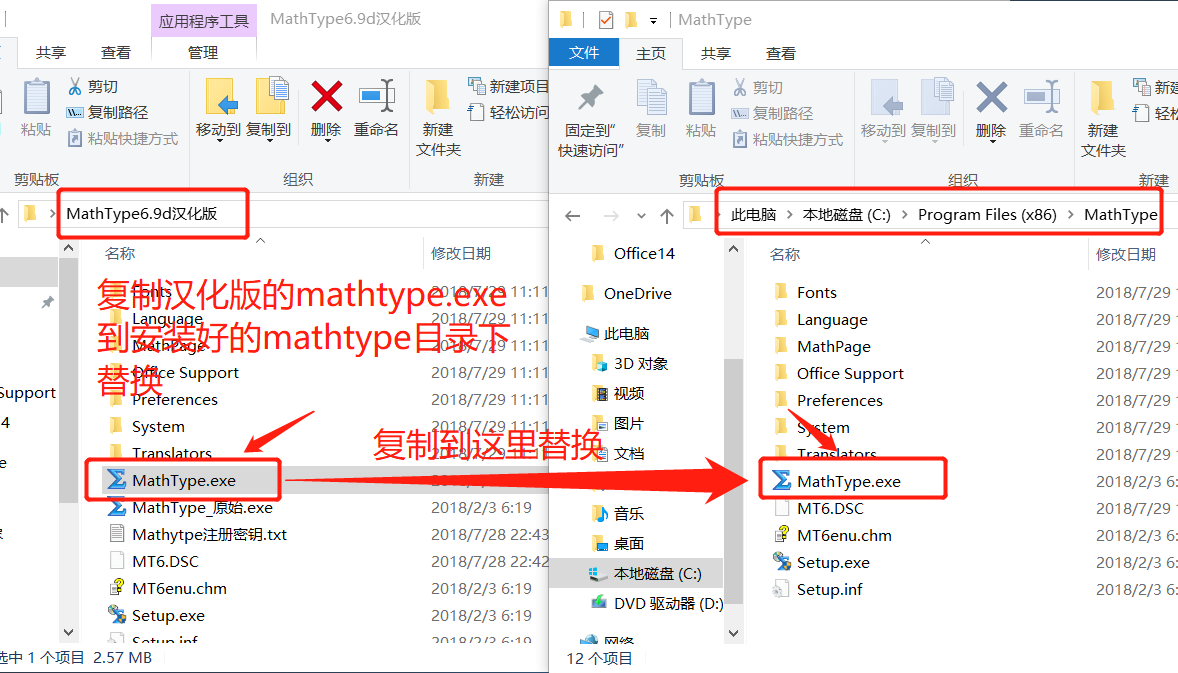 应用程序工具 MathType6.9d汉化版
共享 查看 管理
粘贴
剪切
复制路径
粘贴快捷方式
移动到 复制到 删除 重命名
新建
文件夹
新建项目
轻松访问
剪贴板 组织 新建
MathType6.9d汉化版
名称 修改日期
复制汉化版的mathtype.exe
到安装好的mathtype目录下
替换
Fonts 2018/7/29 11:11
Language 2018/7/29 11:11
MathPage 2018/7/29 11:11
Office Support 2018/7/29 11:11
Preferences 2018/7/29 11:11
System 2018/7/29 11:11
Translators 2018/7/29 11:11
MathType.exe
MathType_原始.exe 2018/2/3 6:19
Mathytpe注册密钥.txt 2018/7/28 22:43
MT6.DSC 2018/7/28 22:42
MT6enu.chm 2018/2/3 6:19
Setup.exe 2018/2/3 6:19
Setup.inf 2018/2/3 6:19
Support
4
e
选中 1 个项目 2.57 MB
复制到这里替换
MathType
文件 主页 共享 查看
固定到"
快速访问"
复制
粘贴
剪切
复制路径
粘贴快捷方式
移动到 复制到 删除 重命名
新建
文件夹
新建
轻松
剪贴板 组织 新建
此电脑 本地磁盘 (C:) Program Files (x86) MathType
Office14
OneDrive
此电脑
3D 对象
视频
图片
文档
音乐
桌面
本地磁盘 (C:)
DVD 驱动器 (D:)
网络
名称 修改日期
Fonts 2018/7/29
Language 2018/7/29
MathPage 2018/7/29
Office Support 2018/7/29
Preferences 2018/7/29
System 2018/7/29
Translators 2018/7/29
MathType.exe 2018/7/29
MT6.DSC 2018/7/29
MT6enu.chm 2018/2/3 6:
Setup.exe 2018/2/3 6:
Setup.inf 2018/2/3 6:
12 个项目